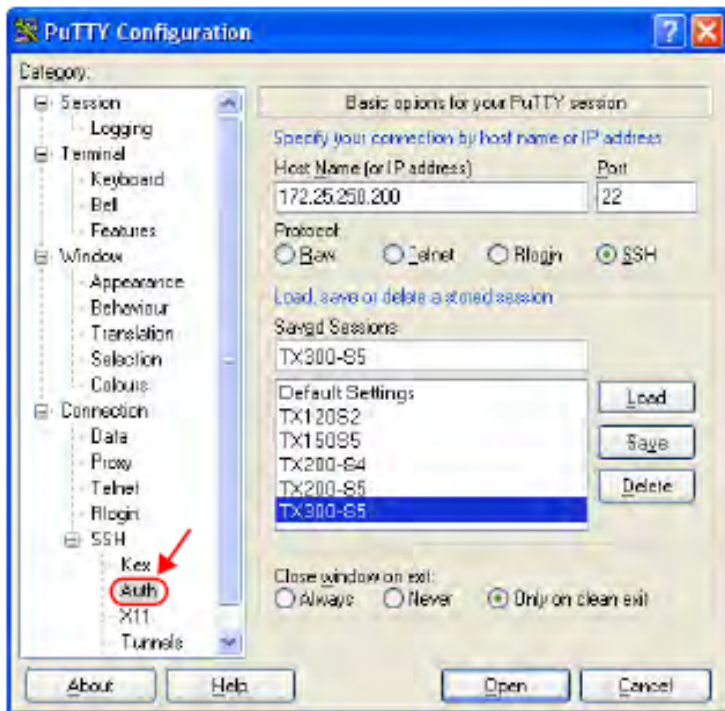 PuTTY Configuration
Category:
Session
Logging
Terminal
Keyboard
Bell
Features
Window
Appearance
Behaviour
Translation
Selection
Colours
Connection
Data
Proxy
Telnet
Rlogin
SSH
Kex
Auth
X11
Tunnels
Basic options for your PuTTY session
Specify your connection by host name or IP address
Host Name (or IP address) Port
172.25.250.200 22
Protocol:
Raw Telnet Rlogin SSH
Load, save or delete a stored session
Saved Sessions
TX300-S5
Default Settings
TX120S2
TX150S5
TX200-S4
TX200-S5
TX300-S5
Load
Save
Delete
Close window on exit:
Always Never Only on clean exit
About Help Open Cancel